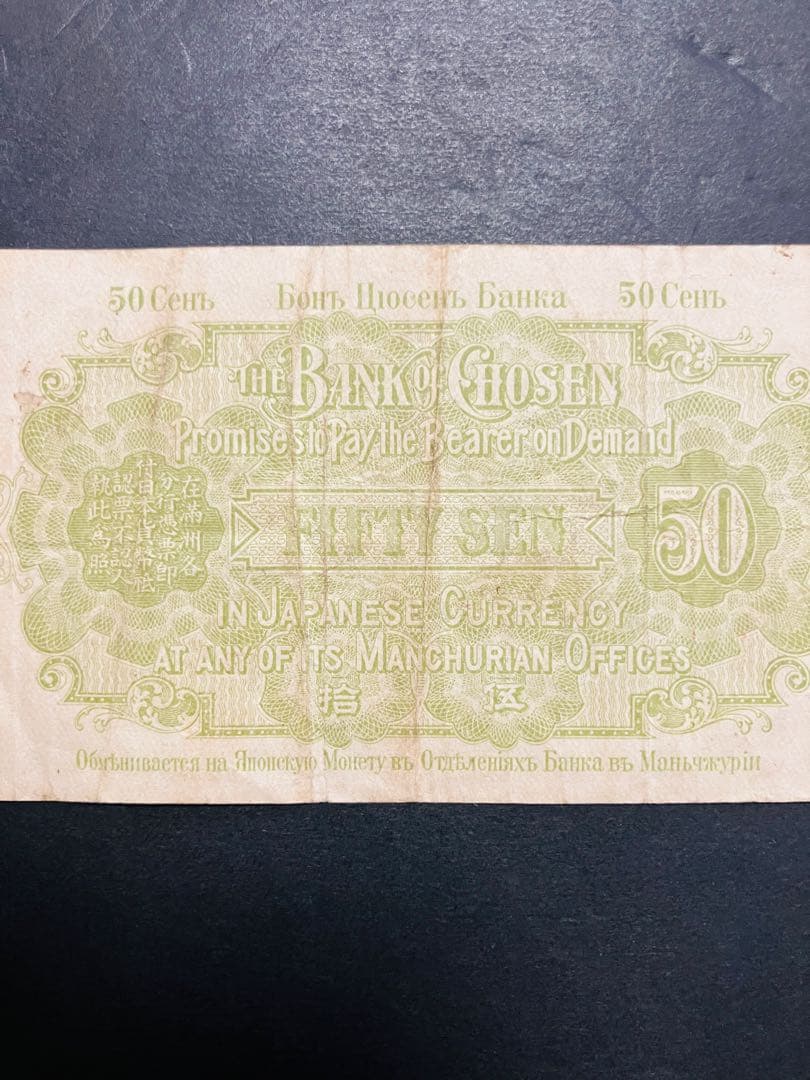 50 Сенъ Бонъ Цюсенъ Банка 50 Сенъ
THE BANK OF CHOSEN
Promises to Pay the Bearer on Demand
在滿洲各
分行憑票即
付日本貨幣祗
認票不認人
執此為照
FIFTY SEN
50
IN JAPANESE CURRENCY
AT ANY OF ITS MANCHURIAN OFFICES
伍拾
Обмѣнивается на Японскую Монету въ Отдѣленіяхъ Банка въ Маньчжуріи